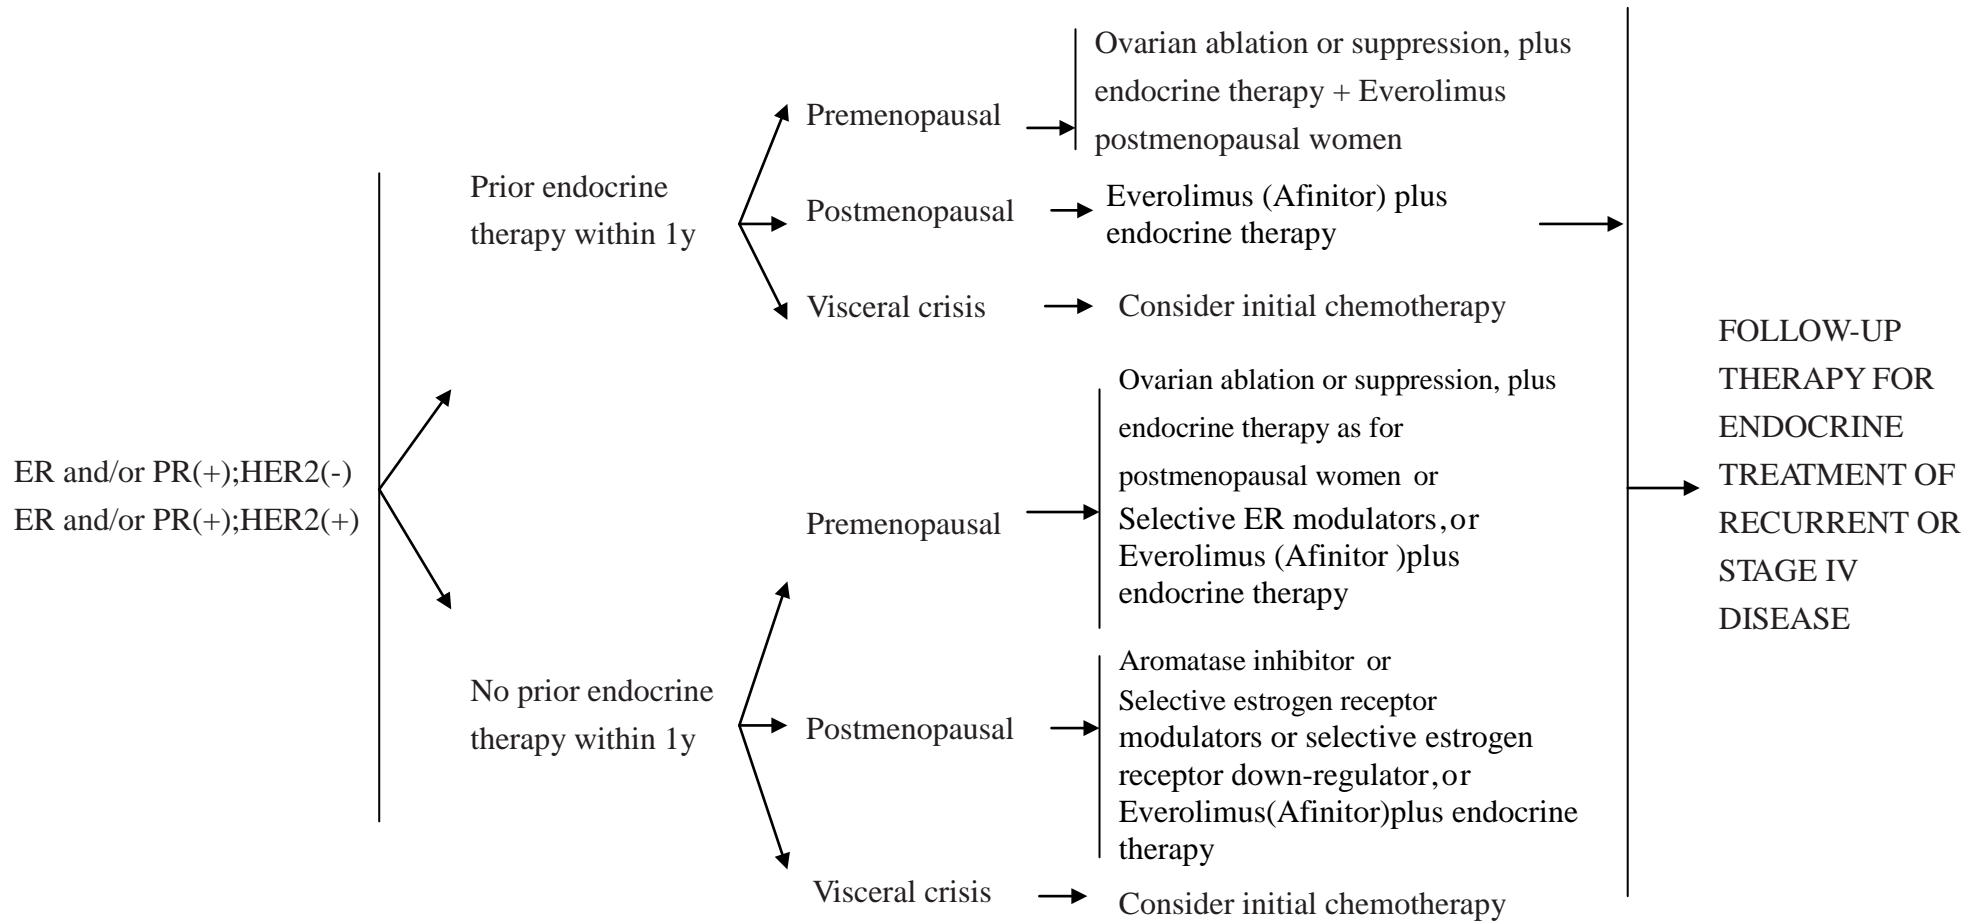 ER and/or PR(+);HER2(-)
ER and/or PR(+);HER2(+)
Prior endocrine
therapy within 1y
Premenopausal
Ovarian ablation or suppression, plus
endocrine therapy + Everolimus
postmenopausal women
Postmenopausal
Everolimus (Afinitor) plus
endocrine therapy
Visceral crisis
Consider initial chemotherapy
No prior endocrine
therapy within 1y
Premenopausal
Ovarian ablation or suppression, plus
endocrine therapy as for
postmenopausal women or
Selective ER modulators,or
Everolimus (Afinitor )plus
endocrine therapy
Postmenopausal
Aromatase inhibitor or
Selective estrogen receptor
modulators or selective estrogen
receptor down-regulator,or
Everolimus(Afinitor)plus endocrine
therapy
Visceral crisis
Consider initial chemotherapy
FOLLOW-UP
THERAPY FOR
ENDOCRINE
TREATMENT OF
RECURRENT OR
STAGE IV
DISEASE